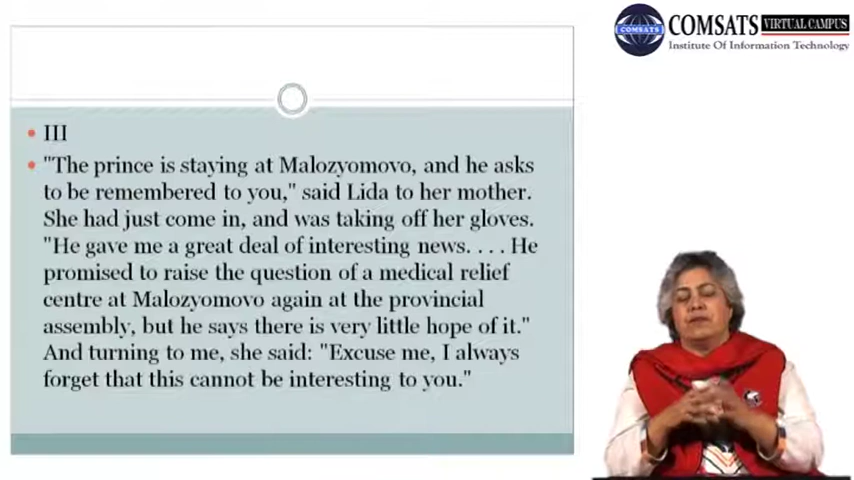 COMSATS VIRTUAL CAMPUS
COMSATS
Institute Of Information Technology
III
"The prince is staying at Malozyomovo, and he asks
to be remembered to you," said Lida to her mother.
She had just come in, and was taking off her gloves.
"He gave me a great deal of interesting news. . . . He
promised to raise the question of a medical relief
centre at Malozyomovo again at the provincial
assembly, but he says there is very little hope of it."
And turning to me, she said: "Excuse me, I always
forget that this cannot be interesting to you."